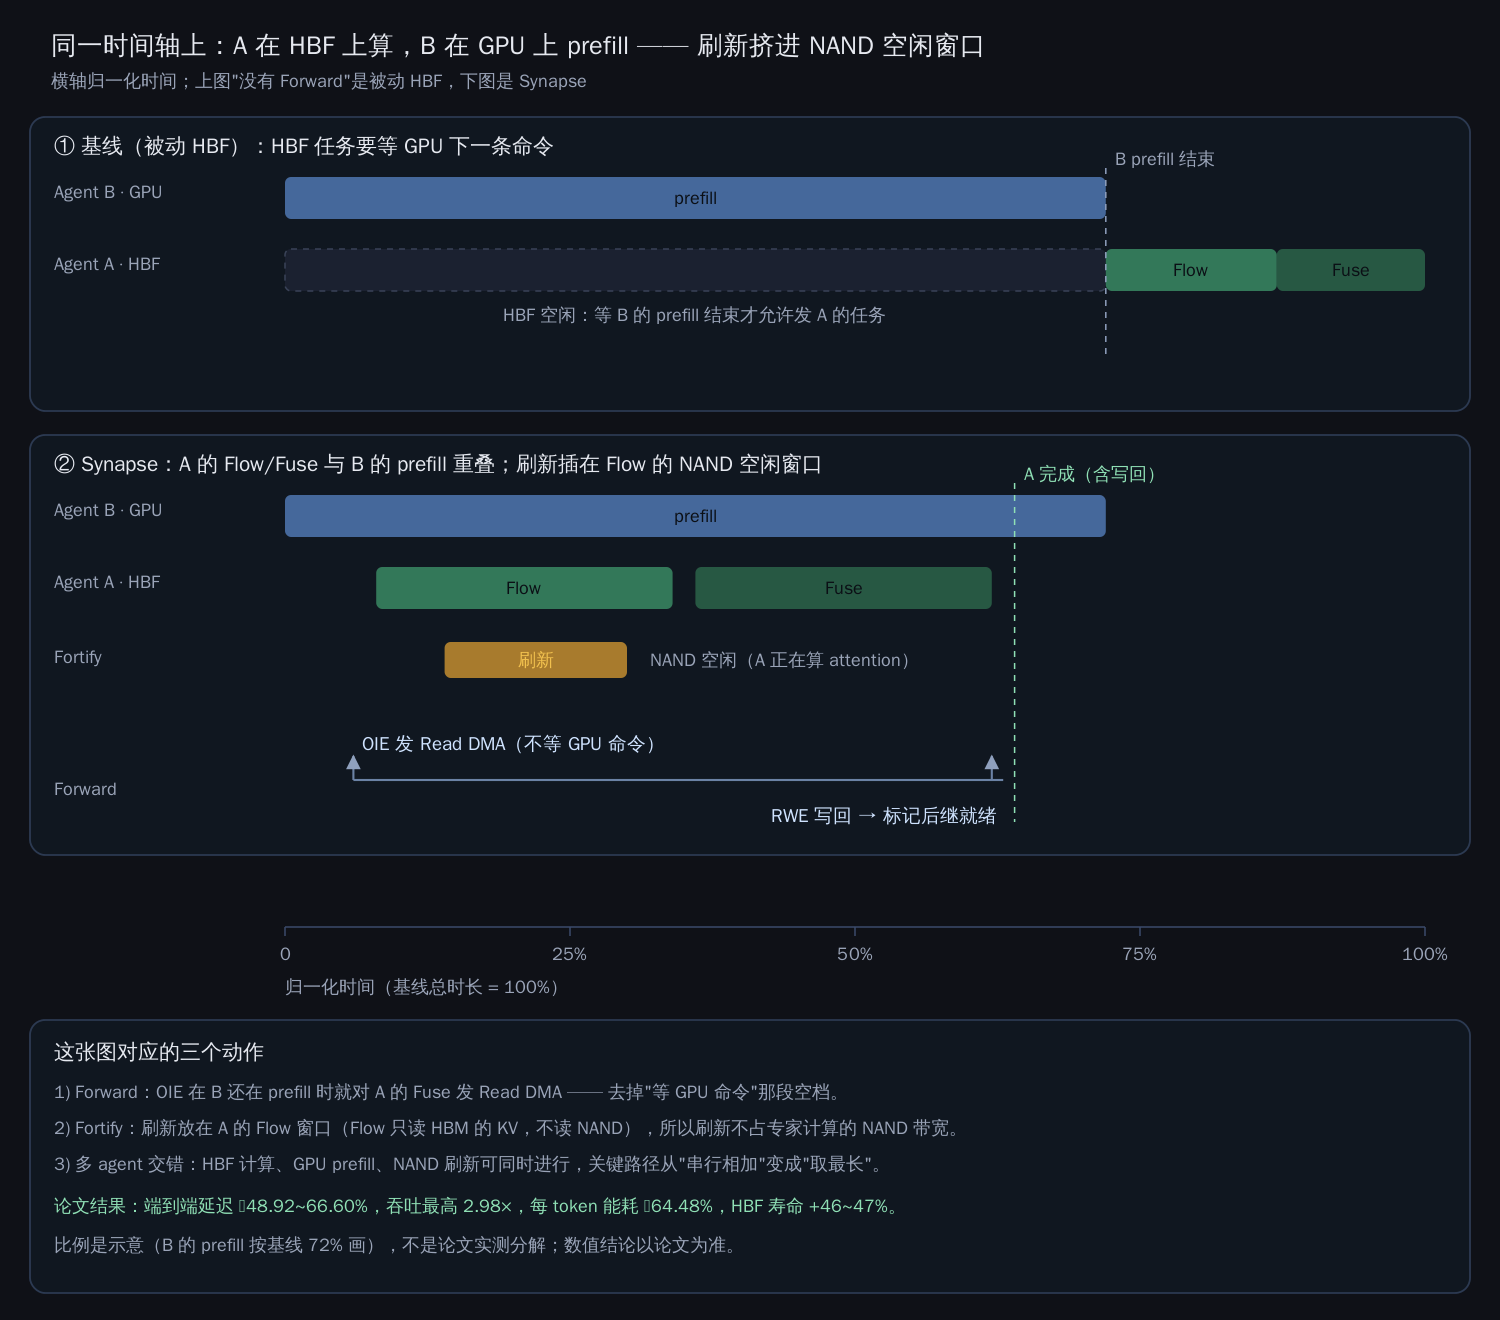 同一时间轴上：A 在 HBF 上算，B 在 GPU 上 prefill —— 刷新挤进 NAND 空闲窗口
横轴归一化时间；上图"没有 Forward"是被动 HBF，下图是 Synapse
① 基线（被动 HBF）：HBF 任务要等 GPU 下一条命令
B prefill 结束
Agent B · GPU
prefill
Agent A · HBF
Flow
Fuse
HBF 空闲：等 B 的 prefill 结束才允许发 A 的任务
② Synapse：A 的 Flow/Fuse 与 B 的 prefill 重叠；刷新插在 Flow 的 NAND 空闲窗口
A 完成（含写回）
Agent B · GPU
prefill
Agent A · HBF
Flow
Fuse
Fortify
刷新
NAND 空闲（A 正在算 attention）
OIE 发 Read DMA（不等 GPU 命令）
Forward
RWE 写回 → 标记后继就绪
0
25%
50%
75%
100%
归一化时间（基线总时长 = 100%）
这张图对应的三个动作
1) Forward：OIE 在 B 还在 prefill 时就对 A 的 Fuse 发 Read DMA —— 去掉"等 GPU 命令"那段空档。
2) Fortify：刷新放在 A 的 Flow 窗口（Flow 只读 HBM 的 KV，不读 NAND），所以刷新不占专家计算的 NAND 带宽。
3) 多 agent 交错：HBF 计算、GPU prefill、NAND 刷新可同时进行，关键路径从"串行相加"变成"取最长"。
论文结果：端到端延迟 48.92~66.60%，吞吐最高 2.98×，每 token 能耗 64.48%，HBF 寿命 +46~47%。
比例是示意（B 的 prefill 按基线 72% 画），不是论文实测分解；数值结论以论文为准。